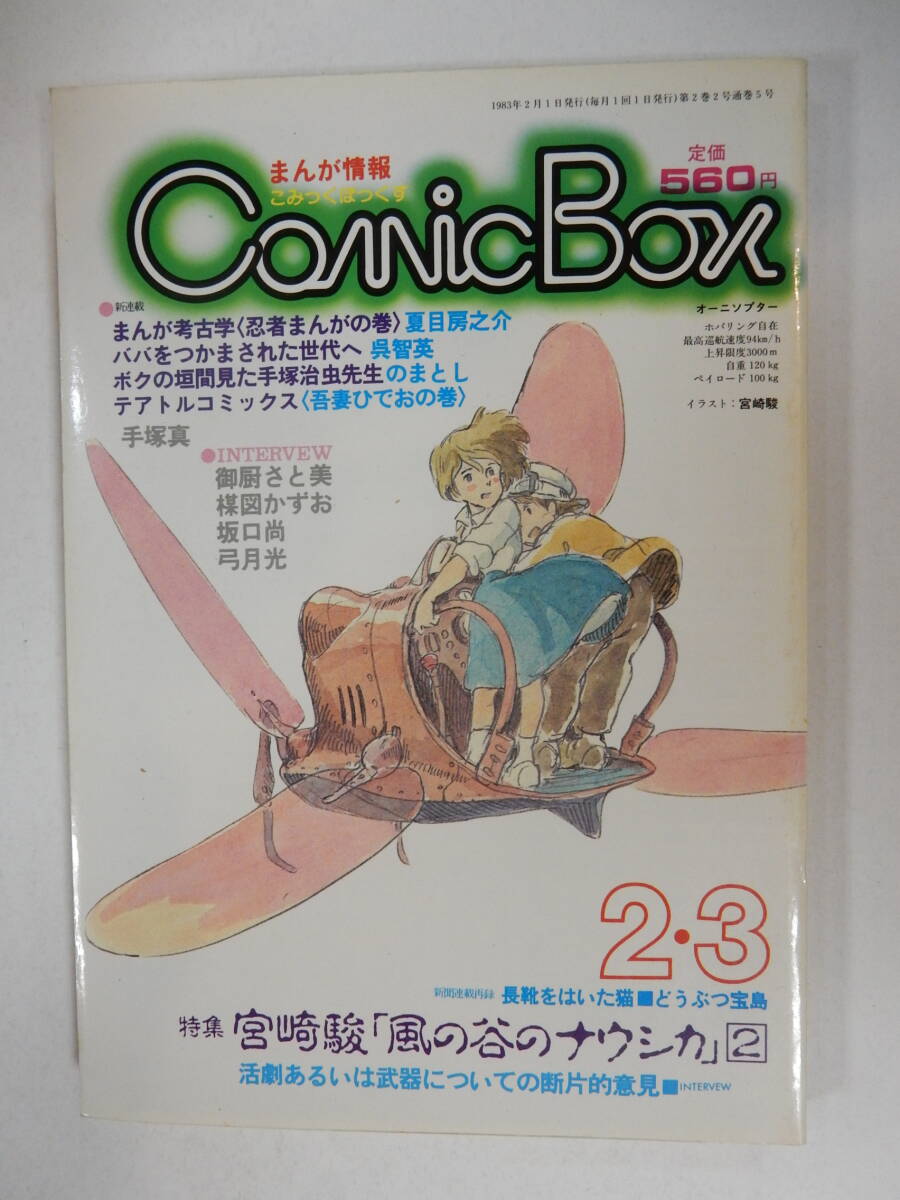 1983年2月1日発行(毎月1回1日発行)第2巻2号通巻5号
まんが情報
こみっくぼっくす
ComicBox
定価
560円
●新連載
まんが考古学〈忍者まんがの巻〉夏目房之介
ババをつかまされた世代へ 呉智英
ボクの垣間見た手塚治虫先生のまとし
テアトルコミックス〈吾妻ひでおの巻〉
手塚真
●INTERVEW
御厨さと美
楳図かずお
坂口尚
弓月光
オーニソプター
ホバリング自在
最高巡航速度94km/h
上昇限度3000m
自重120kg
ペイロード100kg
イラスト:宮崎駿
2・3
新聞連載再録 長靴をはいた猫■どうぶつ宝島
特集 宮崎駿「風の谷のナウシカ」2
活劇あるいは武器についての断片的意見■INTERVEW